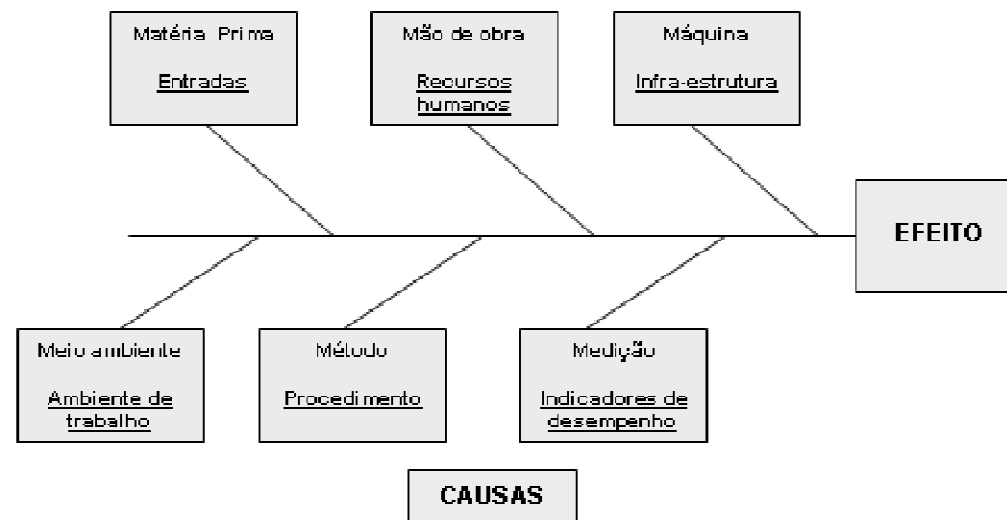 Matéria Prima
Entradas
Mão de obra
Recursos
humanos
Máquina
Infra-estrutura
EFEITO
Meio ambiente
Ambiente de
trabalho
Método
Procedimento
Medição
Indicadores de
desempenho
CAUSAS